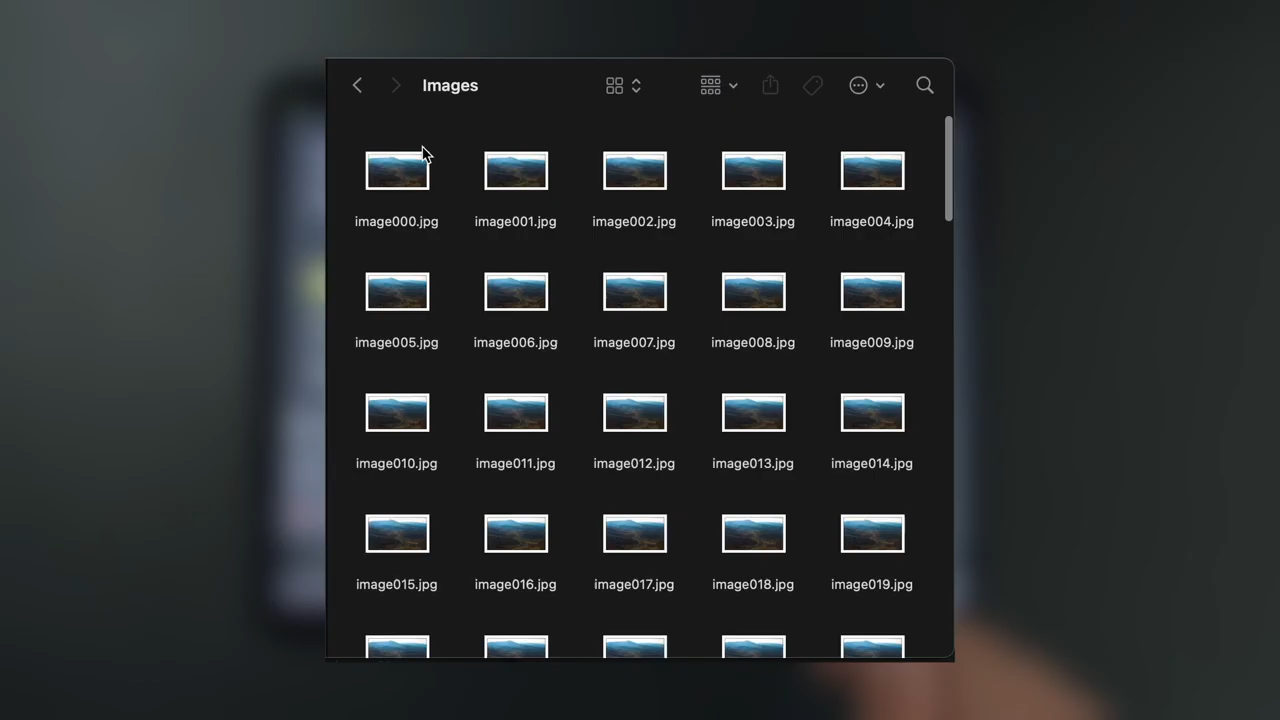 Images
image000.jpg image001.jpg image002.jpg image003.jpg image004.jpg
image005.jpg image006.jpg image007.jpg image008.jpg image009.jpg
image010.jpg image011.jpg image012.jpg image013.jpg image014.jpg
image015.jpg image016.jpg image017.jpg image018.jpg image019.jpg